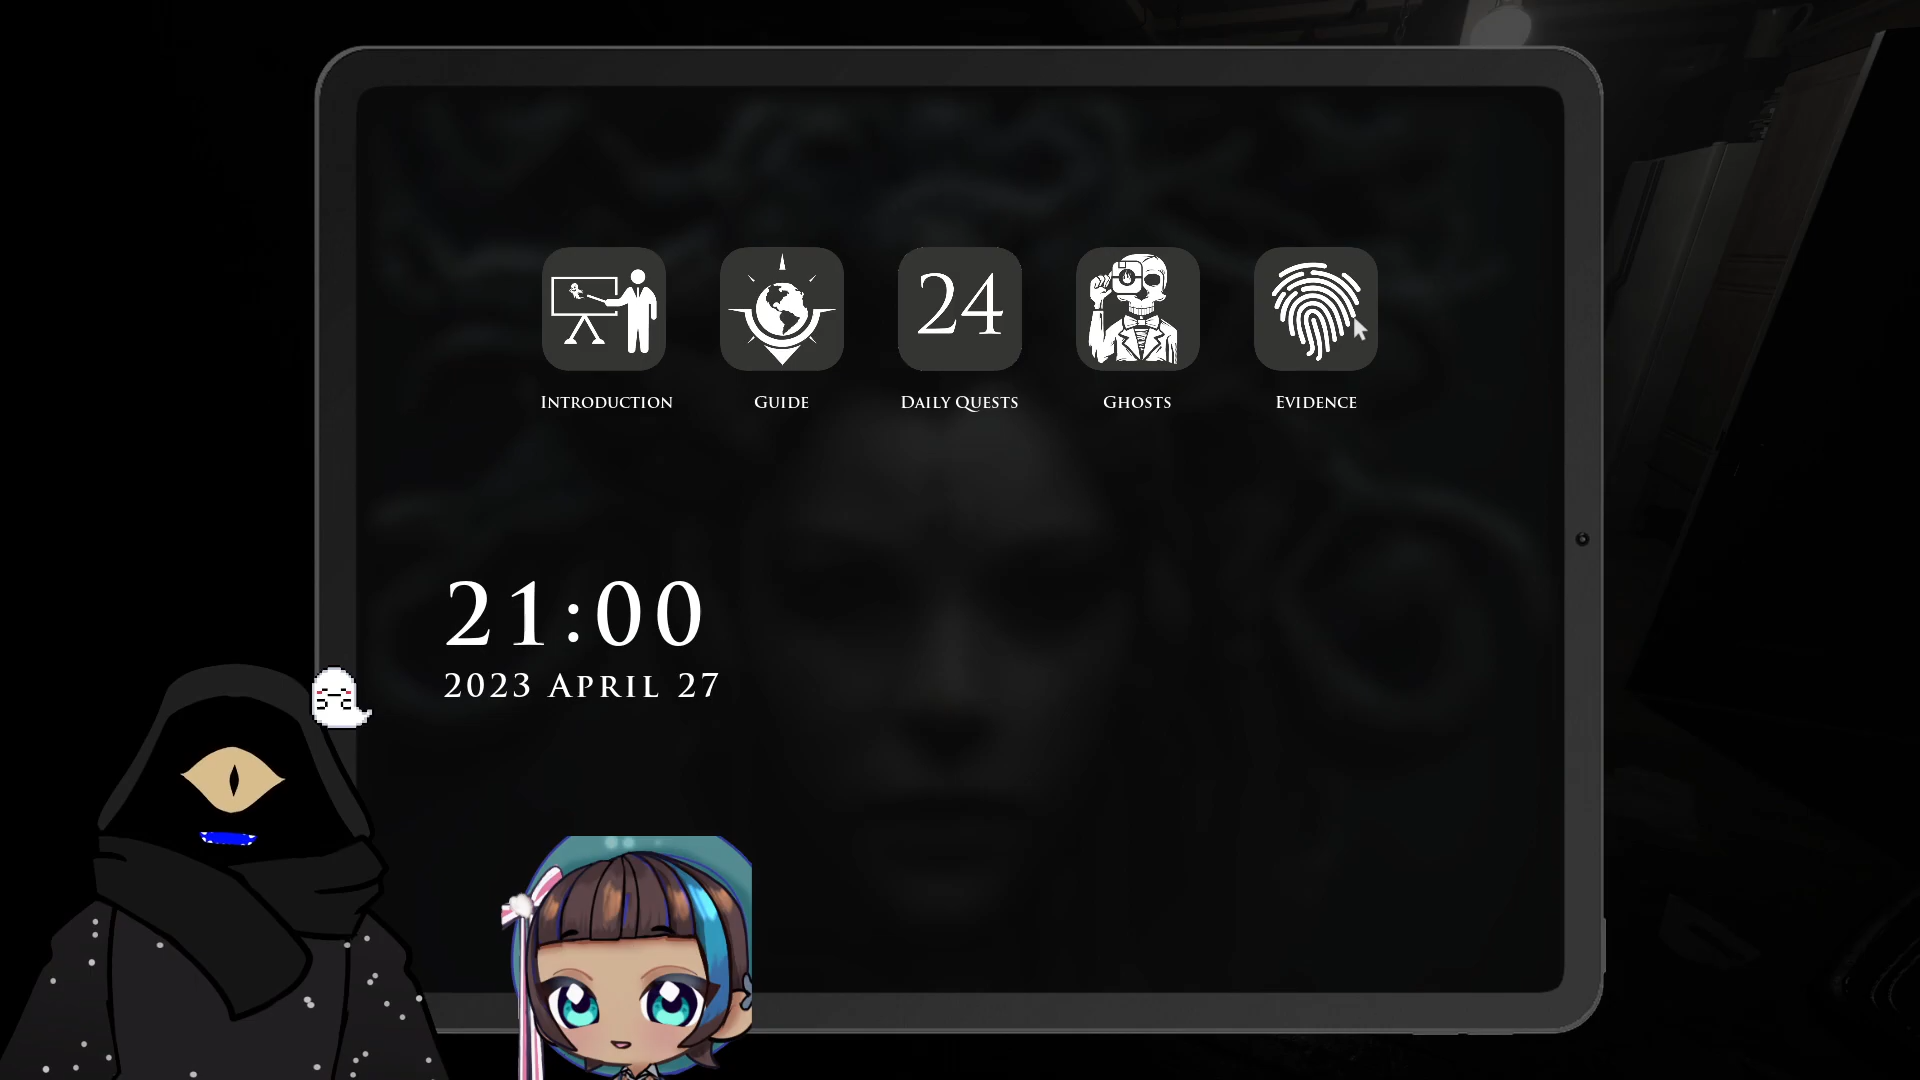 24
Introduction
Guide
Daily Quests
Ghosts
Evidence
21:00
2023 April 27